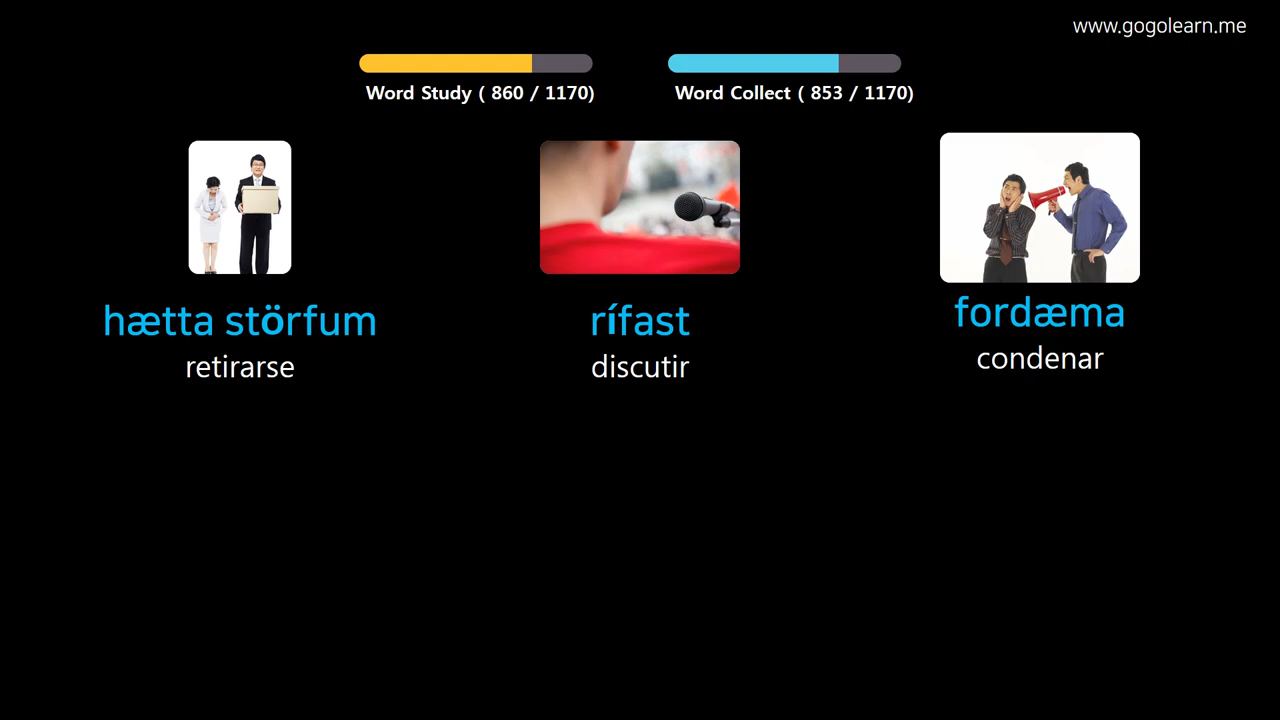 www.gogolearn.me
Word Study ( 860 / 1170)
Word Collect ( 853 / 1170)
hætta störfum
retirarse
rífast
discutir
fordæma
condenar